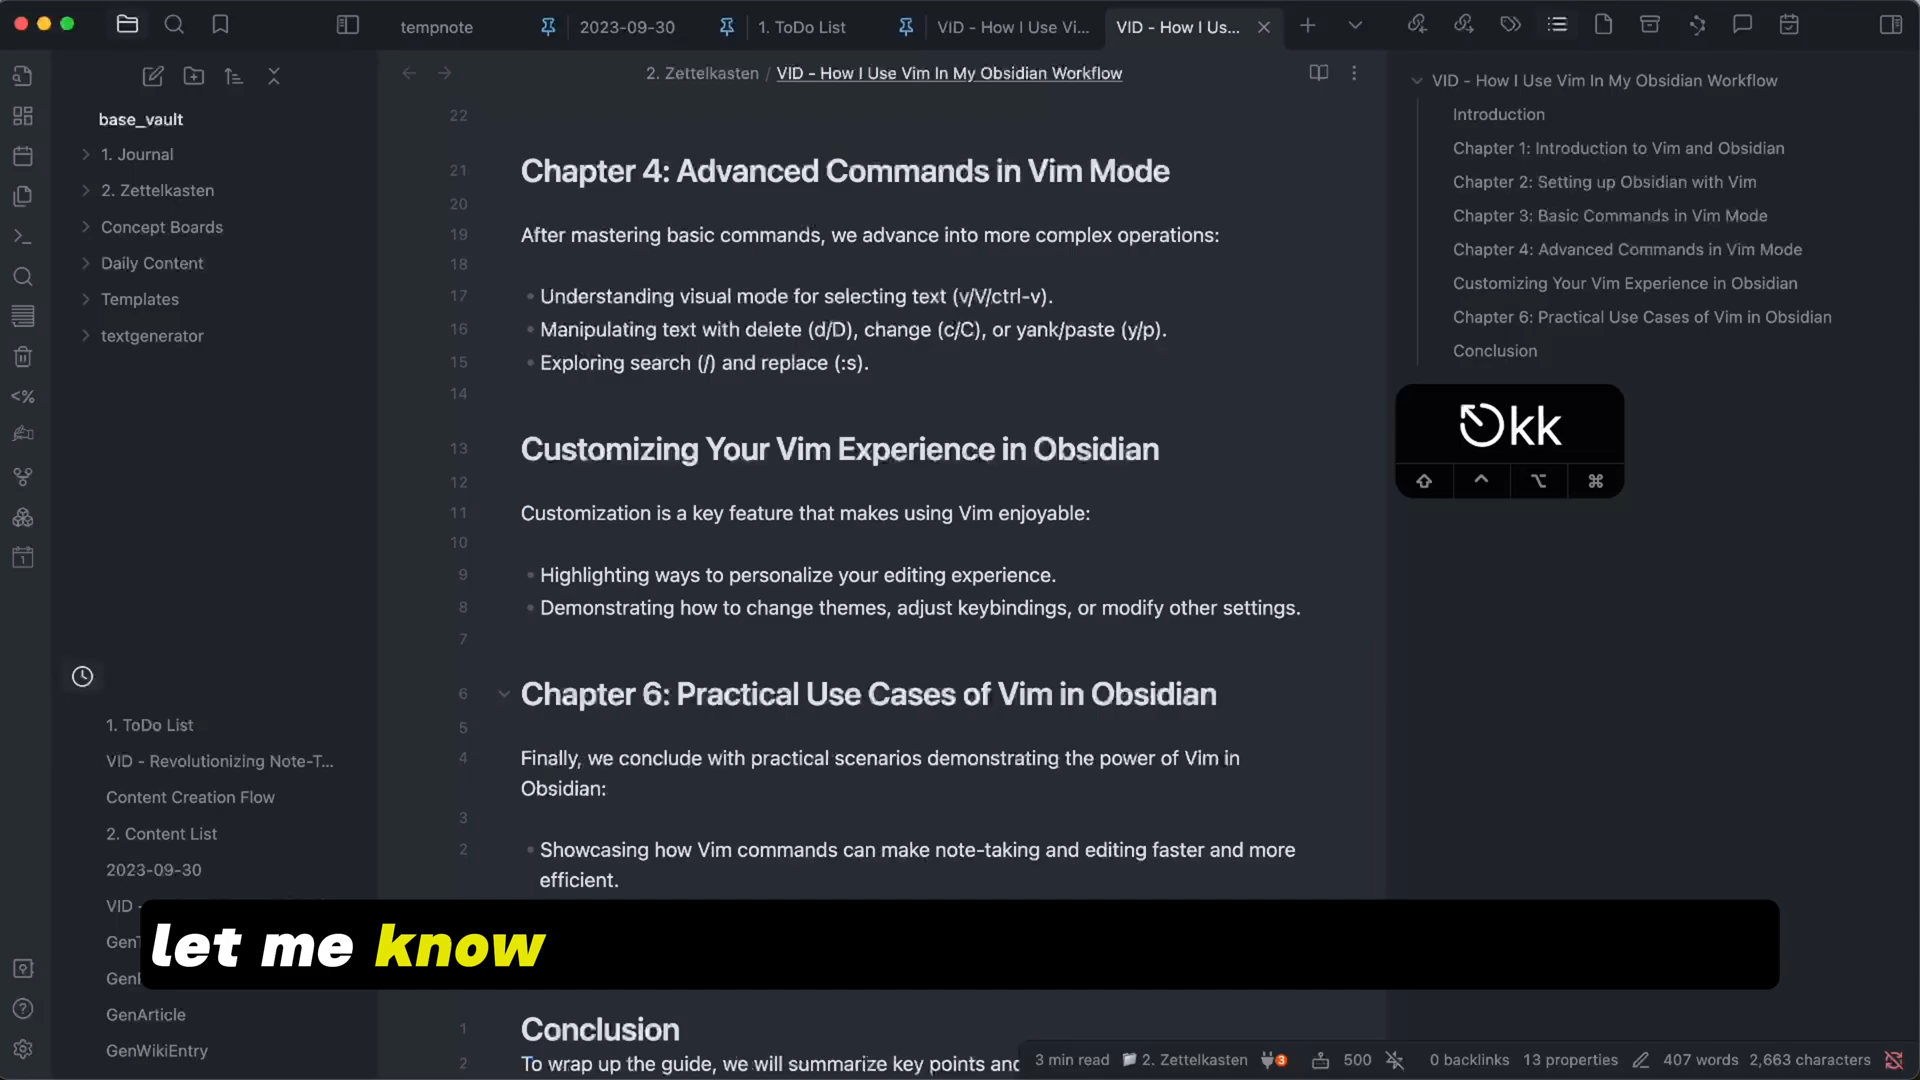 tempnote
2023-09-30
1. ToDo List
VID - How I Use Vi...
VID - How I Us...
base_vault
1. Journal
2. Zettelkasten
Concept Boards
Daily Content
Templates
textgenerator
1. ToDo List
VID - Revolutionizing Note-T...
Content Creation Flow
2. Content List
2023-09-30
VID -
GenArticle
GenWikiEntry
2. Zettelkasten / VID - How I Use Vim In My Obsidian Workflow
22
21 Chapter 4: Advanced Commands in Vim Mode
20
19 After mastering basic commands, we advance into more complex operations:
18
17 • Understanding visual mode for selecting text (v/V/ctrl-v).
16 • Manipulating text with delete (d/D), change (c/C), or yank/paste (y/p).
15 • Exploring search (/) and replace (:s).
14
13 Customizing Your Vim Experience in Obsidian
12
11 Customization is a key feature that makes using Vim enjoyable:
10
9 • Highlighting ways to personalize your editing experience.
8 • Demonstrating how to change themes, adjust keybindings, or modify other settings.
7
6 Chapter 6: Practical Use Cases of Vim in Obsidian
5
4 Finally, we conclude with practical scenarios demonstrating the power of Vim in
Obsidian:
3
2 • Showcasing how Vim commands can make note-taking and editing faster and more
efficient.
let me know
1 Conclusion
2 To wrap up the guide, we will summarize key points and
VID - How I Use Vim In My Obsidian Workflow
Introduction
Chapter 1: Introduction to Vim and Obsidian
Chapter 2: Setting up Obsidian with Vim
Chapter 3: Basic Commands in Vim Mode
Chapter 4: Advanced Commands in Vim Mode
Customizing Your Vim Experience in Obsidian
Chapter 6: Practical Use Cases of Vim in Obsidian
Conclusion
kk
3 min read 2. Zettelkasten 3 500 0 backlinks 13 properties 407 words 2,663 characters